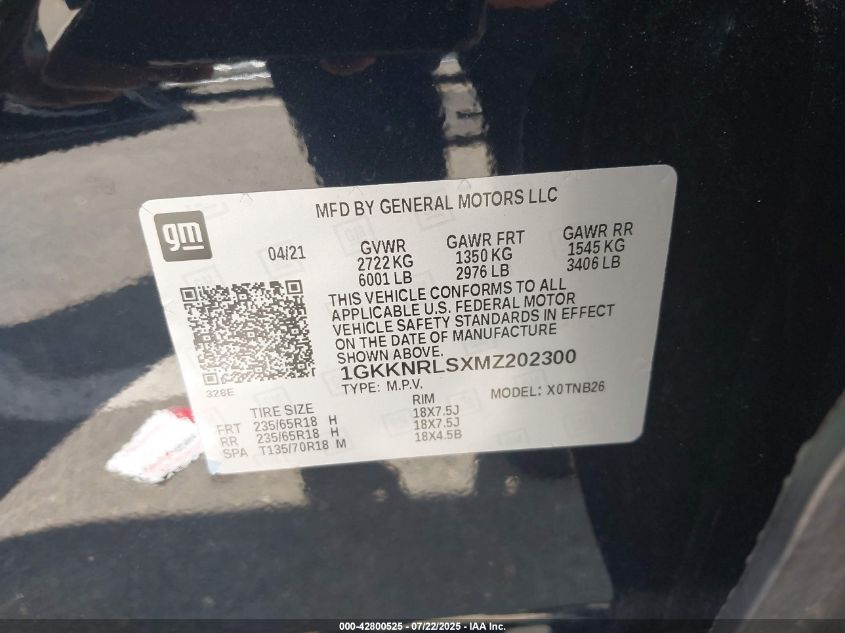 gm
MFD BY GENERAL MOTORS LLC
04/21
GVWR
2722 KG
6001 LB
GAWR FRT
1350 KG
2976 LB
GAWR RR
1545 KG
3406 LB
THIS VEHICLE CONFORMS TO ALL
APPLICABLE U.S. FEDERAL MOTOR
VEHICLE SAFETY STANDARDS IN EFFECT
ON THE DATE OF MANUFACTURE
SHOWN ABOVE.
1GKKNRLSXMZ202300
TYPE: M.P.V.
MODEL: X0TNB26
328E
TIRE SIZE
RIM
FRT 235/65R18 H 18X7.5J
RR 235/65R18 H 18X7.5J
SPA T135/70R18 M 18X4.5B
000-42800525 - 07/22/2025 - IAA Inc.